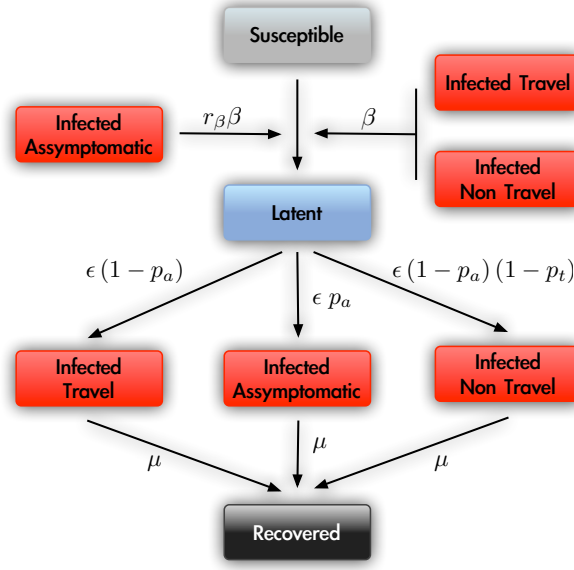 Susceptible
Infected Travel
Infected
Assymptomatic
r_β β
β
Infected
Non Travel
Latent
ϵ (1 − p_a)
ϵ p_a
ϵ (1 − p_a) (1 − p_t)
Infected
Travel
Infected
Assymptomatic
Infected
Non Travel
μ
μ
μ
Recovered